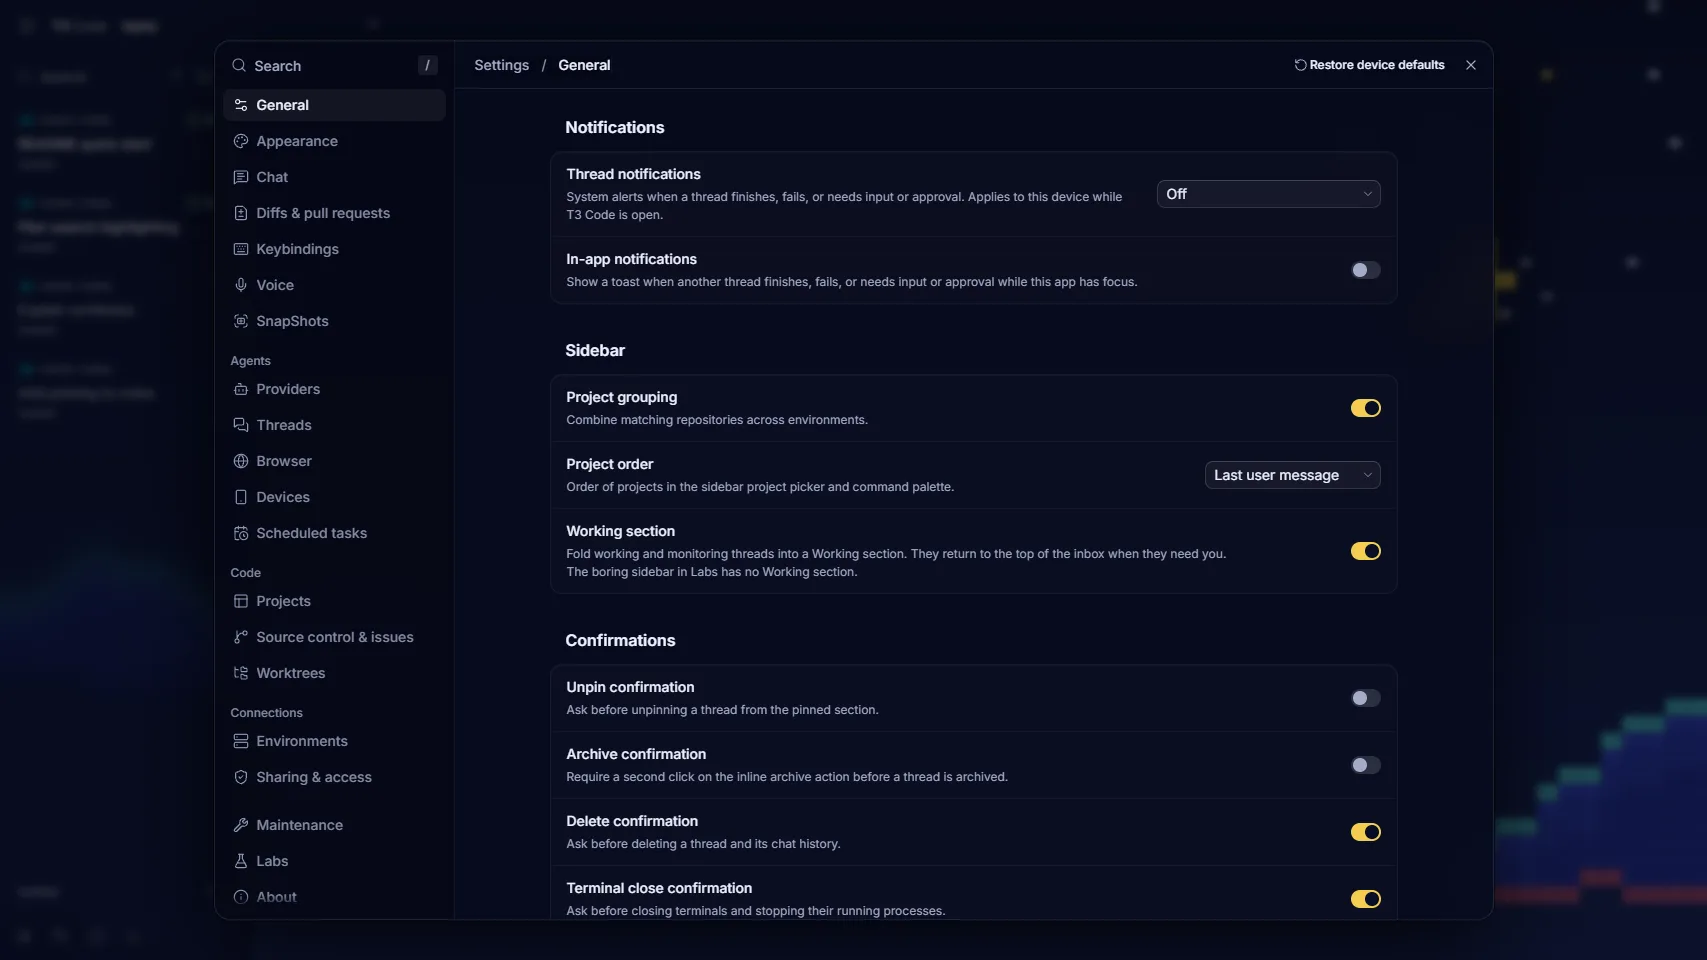 Search
/
General
Appearance
Chat
Diffs & pull requests
Keybindings
Voice
SnapShots
Agents
Providers
Threads
Browser
Devices
Scheduled tasks
Code
Projects
Source control & issues
Worktrees
Connections
Environments
Sharing & access
Maintenance
Labs
About
Settings / General
Restore device defaults
Notifications
Thread notifications
System alerts when a thread finishes, fails, or needs input or approval. Applies to this device while
T3 Code is open.
Off
In-app notifications
Show a toast when another thread finishes, fails, or needs input or approval while this app has focus.
Sidebar
Project grouping
Combine matching repositories across environments.
Project order
Order of projects in the sidebar project picker and command palette.
Last user message
Working section
Fold working and monitoring threads into a Working section. They return to the top of the inbox when they need you.
The boring sidebar in Labs has no Working section.
Confirmations
Unpin confirmation
Ask before unpinning a thread from the pinned section.
Archive confirmation
Require a second click on the inline archive action before a thread is archived.
Delete confirmation
Ask before deleting a thread and its chat history.
Terminal close confirmation
Ask before closing terminals and stopping their running processes.